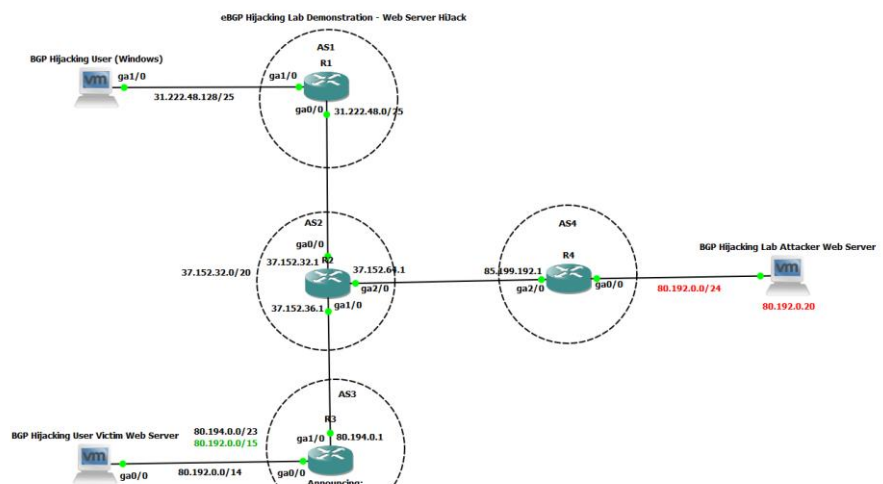 eBGP Hijacking Lab Demonstration - Web Server HiJack
AS1
R1
BGP Hijacking User (Windows)
ga1/0
ga1/0
31.222.48.128/25
ga0/0
31.222.48.0/25
AS2
ga0/0
37.152.32.1
R2
37.152.32.0/20
37.152.64.1
ga2/0
37.152.36.1
ga1/0
AS4
R4
85.199.192.1
ga2/0
ga0/0
BGP Hijacking Lab Attacker Web Server
80.192.0.0/24
80.192.0.20
AS3
R3
80.194.0.0/23
80.192.0.0/15
ga1/0
80.194.0.1
BGP Hijacking User Victim Web Server
80.192.0.0/14
ga0/0
ga0/0
Announcing:
vm
vm
vm